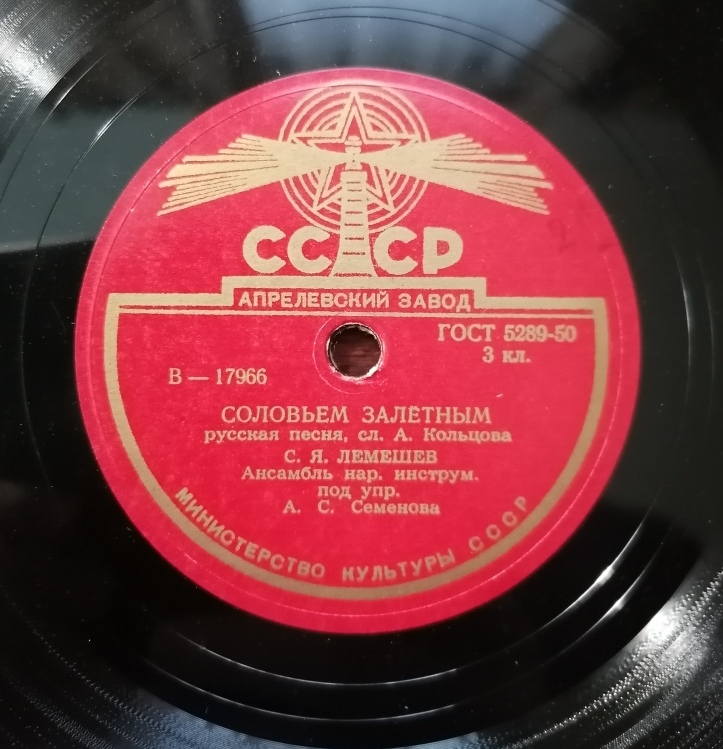 СССР
АПРЕЛЕВСКИЙ ЗАВОД
ГОСТ 5289-50
3 кл.
В — 17966
СОЛОВЬЕМ ЗАЛЕТНЫМ
русская песня, сл. А. Кольцова
С. Я. ЛЕМЕШЕВ
Ансамбль нар. инструм.
под упр.
А. С. Семенова
МИНИСТЕРСТВО КУЛЬТУРЫ СССР